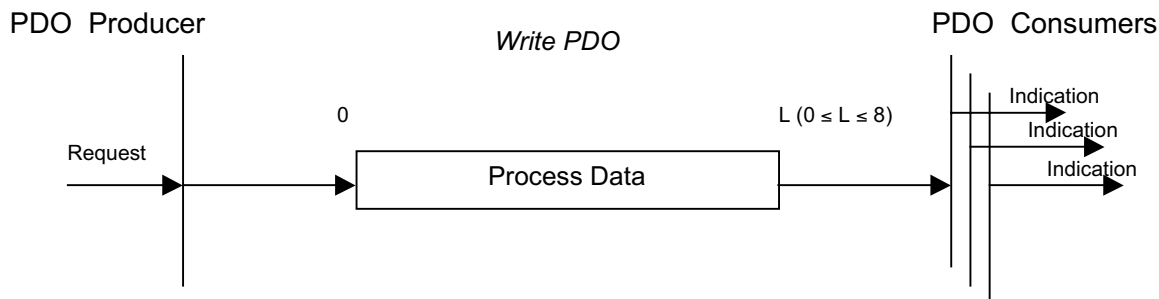 PDO Producer
Write PDO
PDO Consumers
0
L (0 ≤ L ≤ 8)
Indication
Indication
Indication
Request
Process Data